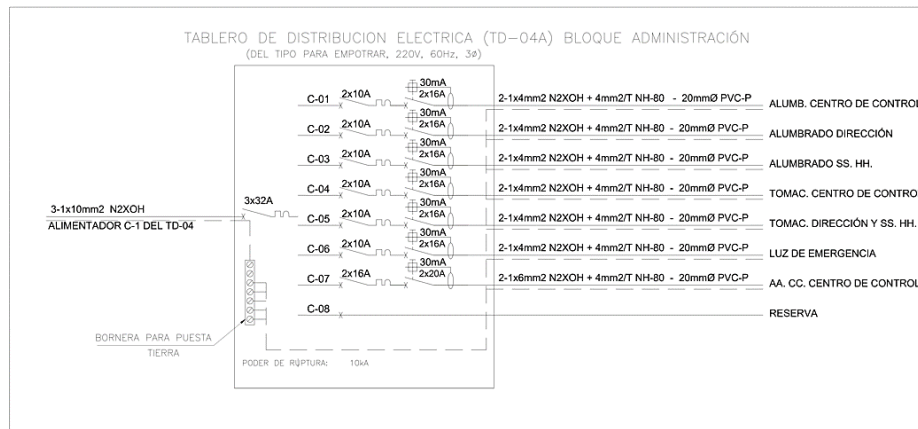 TABLERO DE DISTRIBUCION ELECTRICA (TD-04A) BLOQUE ADMINISTRACIÓN
(DEL TIPO PARA EMPOTRAR, 220V, 60Hz, 3Ø)
C-01 2x10A 30mA 2x16A 2-1x4mm2 N2XOH + 4mm2/T NH-80 - 20mmØ PVC-P ALUMB. CENTRO DE CONTROL
C-02 2x10A 30mA 2x16A 2-1x4mm2 N2XOH + 4mm2/T NH-80 - 20mmØ PVC-P ALUMBRADO DIRECCIÓN
C-03 2x10A 30mA 2x16A 2-1x4mm2 N2XOH + 4mm2/T NH-80 - 20mmØ PVC-P ALUMBRADO SS. HH.
C-04 2x10A 30mA 2x16A 2-1x4mm2 N2XOH + 4mm2/T NH-80 - 20mmØ PVC-P TOMAC. CENTRO DE CONTRO
3-1x10mm2 N2XOH 3x32A
ALIMENTADOR C-1 DEL TD-04
C-05 2x10A 30mA 2x16A 2-1x4mm2 N2XOH + 4mm2/T NH-80 - 20mmØ PVC-P TOMAC. DIRECCIÓN Y SS. HH.
C-06 2x10A 30mA 2x16A 2-1x4mm2 N2XOH + 4mm2/T NH-80 - 20mmØ PVC-P LUZ DE EMERGENCIA
C-07 2x16A 30mA 2x20A 2-1x6mm2 N2XOH + 4mm2/T NH-80 - 20mmØ PVC-P AA. CC. CENTRO DE CONTROL
C-08 RESERVA
BORNERA PARA PUESTA
TIERRA
PODER DE RÚPTURA: 10kA